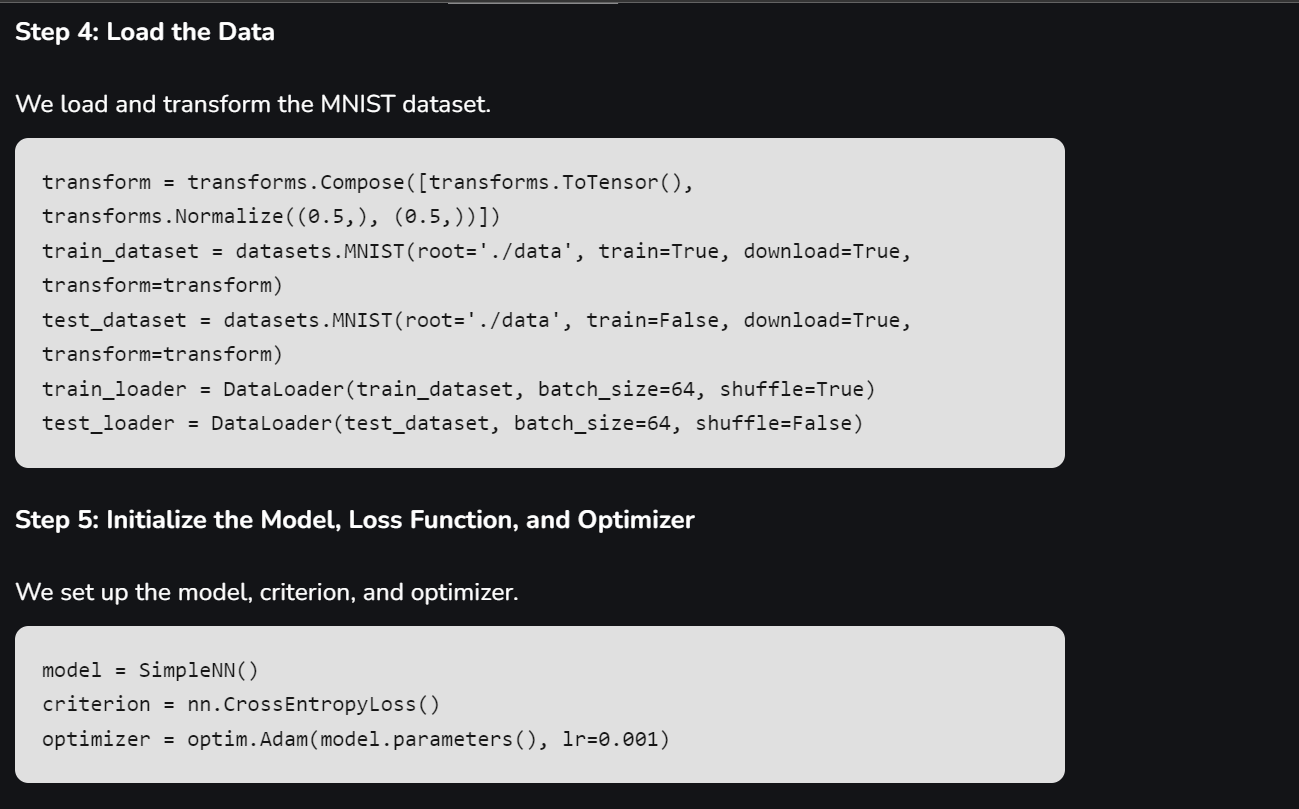 Step 4: Load the Data
We load and transform the MNIST dataset.
transform = transforms.Compose([transforms.ToTensor(),
transforms.Normalize((0.5,), (0.5,))])
train_dataset = datasets.MNIST(root='./data', train=True, download=True,
transform=transform)
test_dataset = datasets.MNIST(root='./data', train=False, download=True,
transform=transform)
train_loader = DataLoader(train_dataset, batch_size=64, shuffle=True)
test_loader = DataLoader(test_dataset, batch_size=64, shuffle=False)
Step 5: Initialize the Model, Loss Function, and Optimizer
We set up the model, criterion, and optimizer.
model = SimpleNN()
criterion = nn.CrossEntropyLoss()
optimizer = optim.Adam(model.parameters(), lr=0.001)